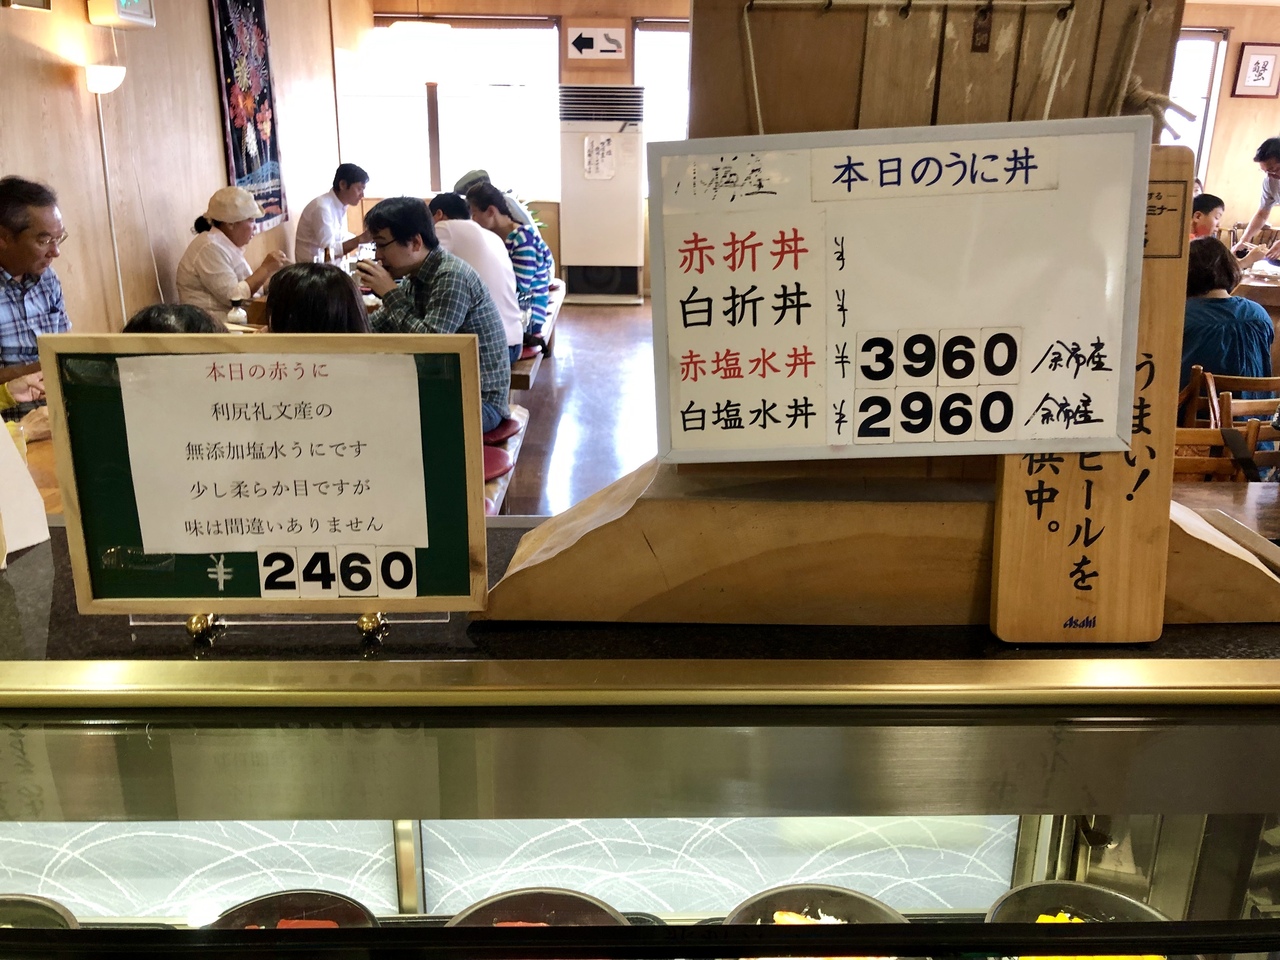 本日の赤うに
利尻礼文産の
無添加塩水うにです
少し柔らか目ですが
味は間違いありません
¥ 2460
本日のうに丼
赤折丼 ¥
白折丼 ¥
赤塩水丼 ¥ 3960 余市産
白塩水丼 ¥ 2960 余市産
うまい!
ビールを
供中。
Asahi
蟹